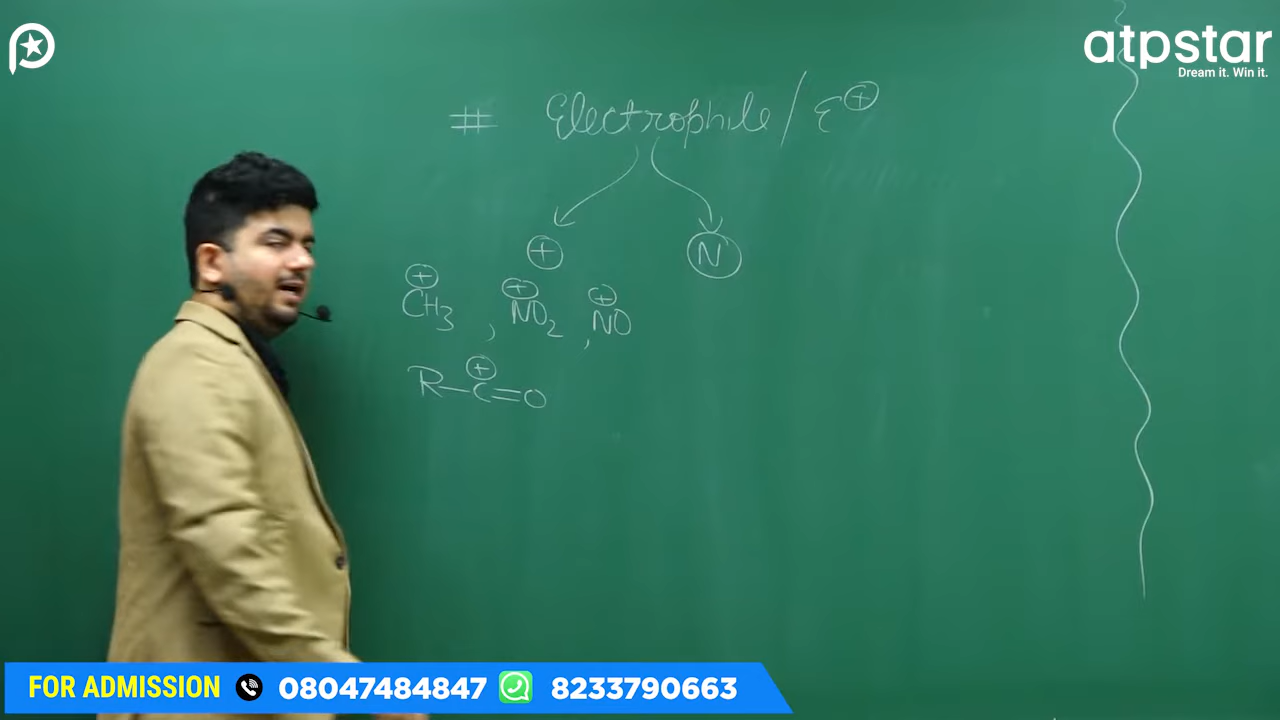 atpstar
Dream it. Win it.
# Electrophile / E⊕
⊕ N
CH₃⊕ , NO₂⊕ , NO⊕
R–C⊕=O
FOR ADMISSION 08047484847 8233790663